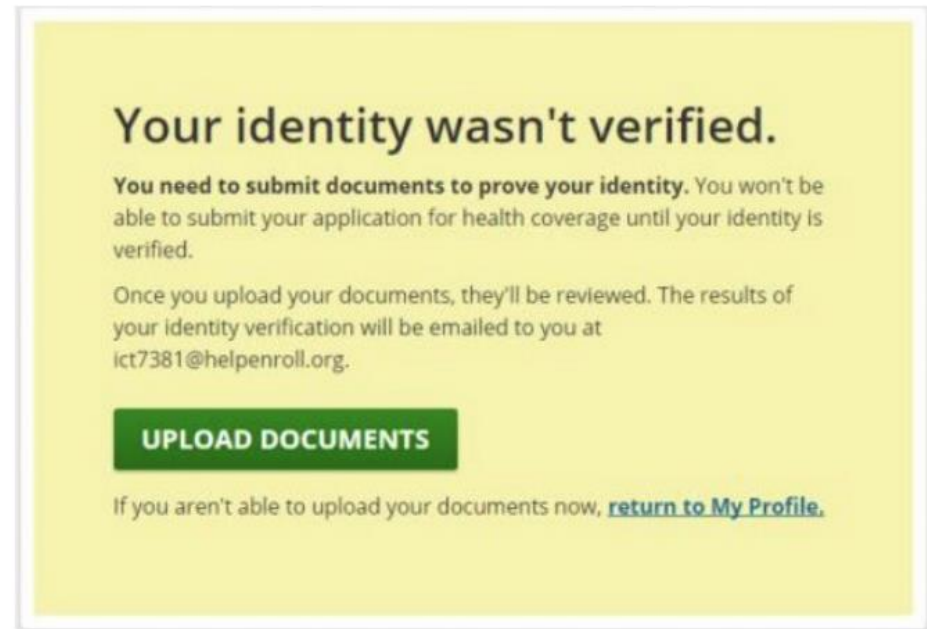 Your identity wasn't verified.
You need to submit documents to prove your identity. You won't be
able to submit your application for health coverage until your identity is
verified.
Once you upload your documents, they'll be reviewed. The results of
your identity verification will be emailed to you at
ict7381@helpenroll.org.
UPLOAD DOCUMENTS
If you aren't able to upload your documents now, return to My Profile.